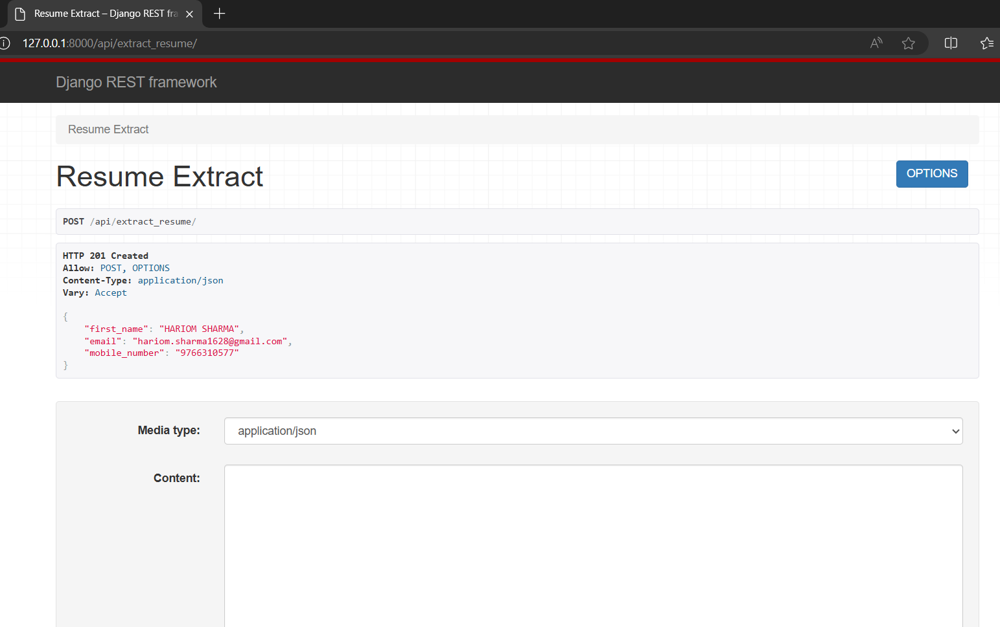 Resume Extract – Django REST fra
127.0.0.1:8000/api/extract_resume/
Django REST framework
Resume Extract
Resume Extract
OPTIONS
POST /api/extract_resume/
HTTP 201 Created
Allow: POST, OPTIONS
Content-Type: application/json
Vary: Accept
{
    "first_name": "HARIOM SHARMA",
    "email": "hariom.sharma1628@gmail.com",
    "mobile_number": "9766310577"
}
Media type: application/json
Content: